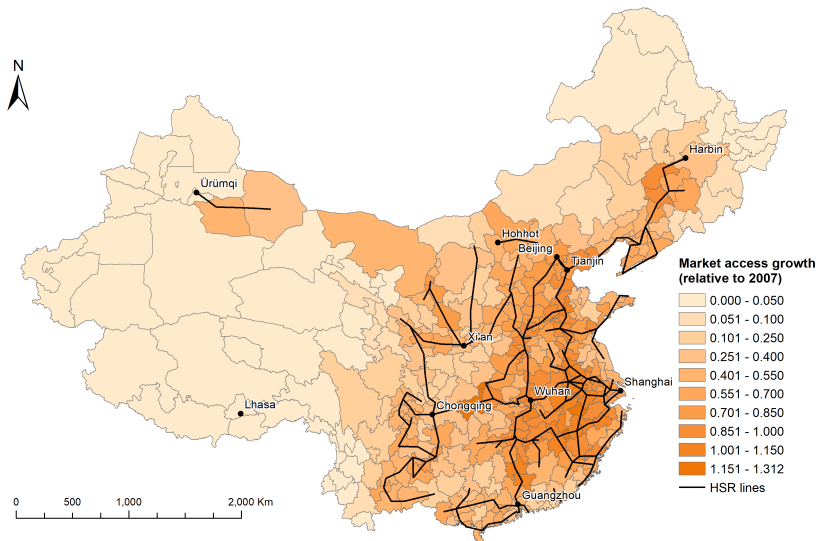 N
Harbin
Ürümqi
Hohhot
Beijing
Tianjin
Market access growth
(relative to 2007)
0.000 - 0.050
0.051 - 0.100
0.101 - 0.250
0.251 - 0.400
0.401 - 0.550
0.551 - 0.700
0.701 - 0.850
0.851 - 1.000
1.001 - 1.150
1.151 - 1.312
HSR lines
Xi'an
Shanghai
Wuhan
Lhasa
Chongqing
Guangzhou
0 500 1,000 2,000 Km